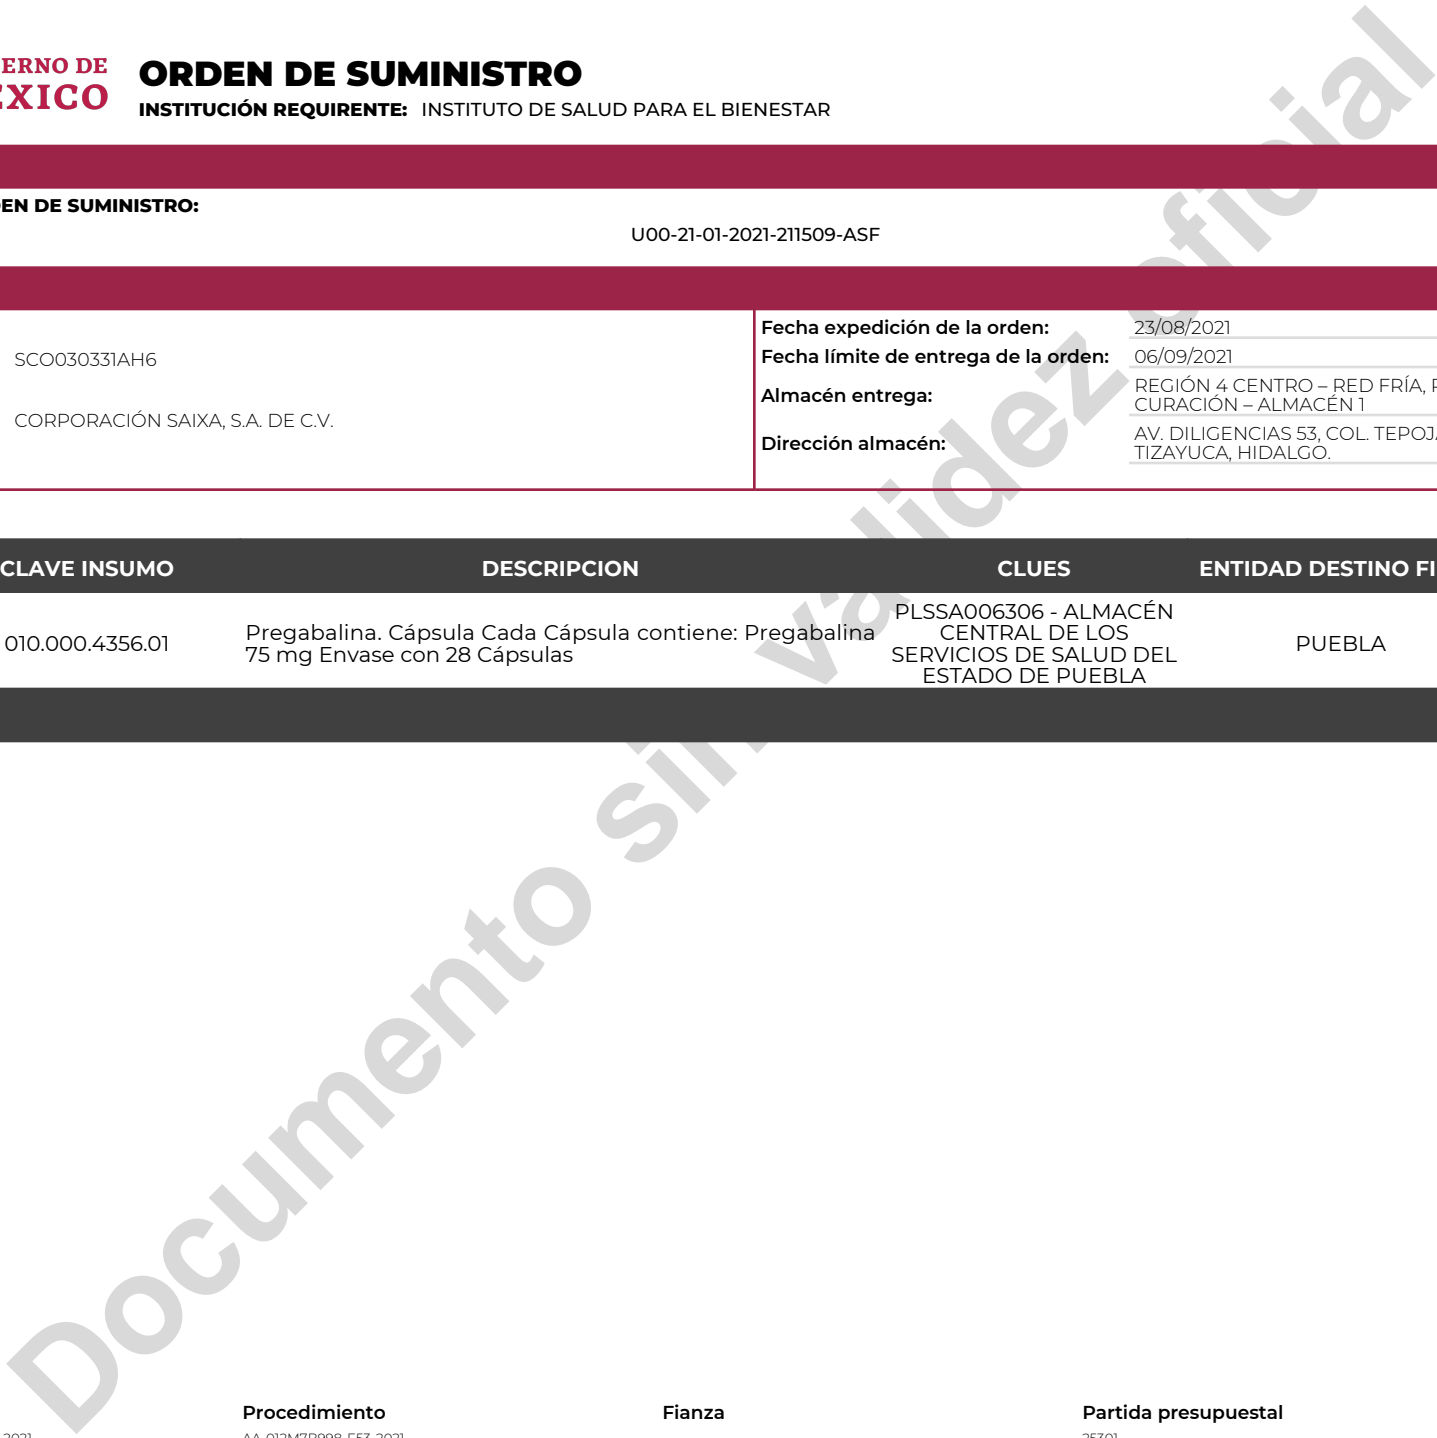 ERNO DE
EXICO
ORDEN DE SUMINISTRO
INSTITUCIÓN REQUIRENTE: INSTITUTO DE SALUD PARA EL BIENESTAR
EN DE SUMINISTRO:
U00-21-01-2021-211509-ASF
SCO030331AH6
CORPORACIÓN SAIXA, S.A. DE C.V.
Fecha expedición de la orden: 23/08/2021
Fecha límite de entrega de la orden: 06/09/2021
Almacén entrega:
REGIÓN 4 CENTRO – RED FRÍA,
CURACIÓN – ALMACÉN 1
Dirección almacén:
AV. DILIGENCIAS 53, COL. TEPOJA
TIZAYUCA, HIDALGO.
CLAVE INSUMO DESCRIPCION CLUES ENTIDAD DESTINO FI
010.000.4356.01
Pregabalina. Cápsula Cada Cápsula contiene: Pregabalina
75 mg Envase con 28 Cápsulas
PLSSA006306 - ALMACÉN
CENTRAL DE LOS
SERVICIOS DE SALUD DEL
ESTADO DE PUEBLA
PUEBLA
Documento sin validez oficial
Procedimiento Fianza Partida presupuestal